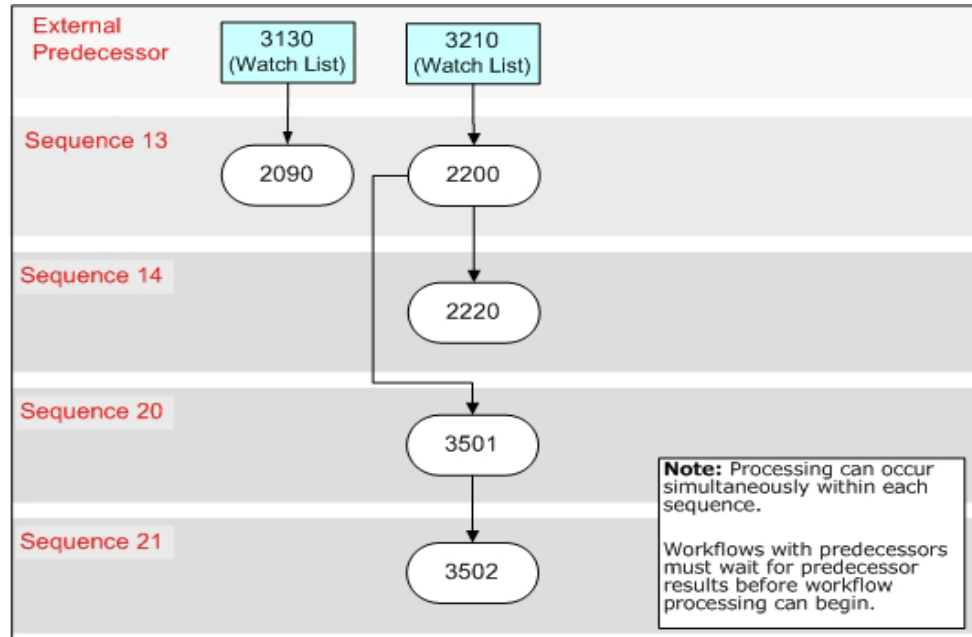 External
Predecessor
3130
(Watch List)
3210
(Watch List)
Sequence 13
2090
2200
Sequence 14
2220
Sequence 20
3501
Note: Processing can occur
simultaneously within each
sequence.
Workflows with predecessors
must wait for predecessor
results before workflow
processing can begin.
Sequence 21
3502